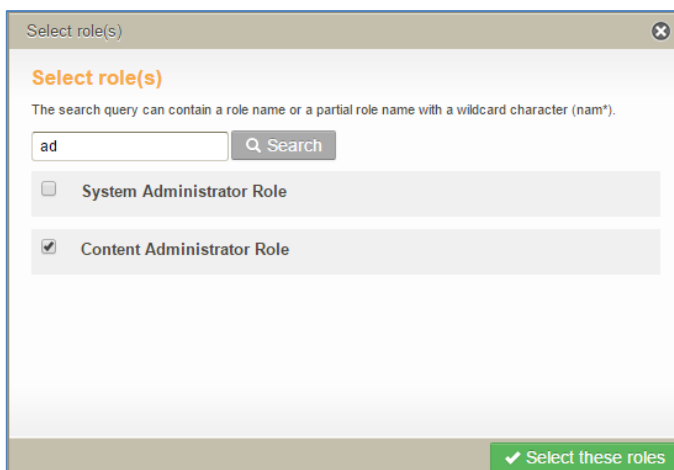 Select role(s)
Select role(s)
The search query can contain a role name or a partial role name with a wildcard character (nam*).
ad Search
System Administrator Role
Content Administrator Role
Select these roles